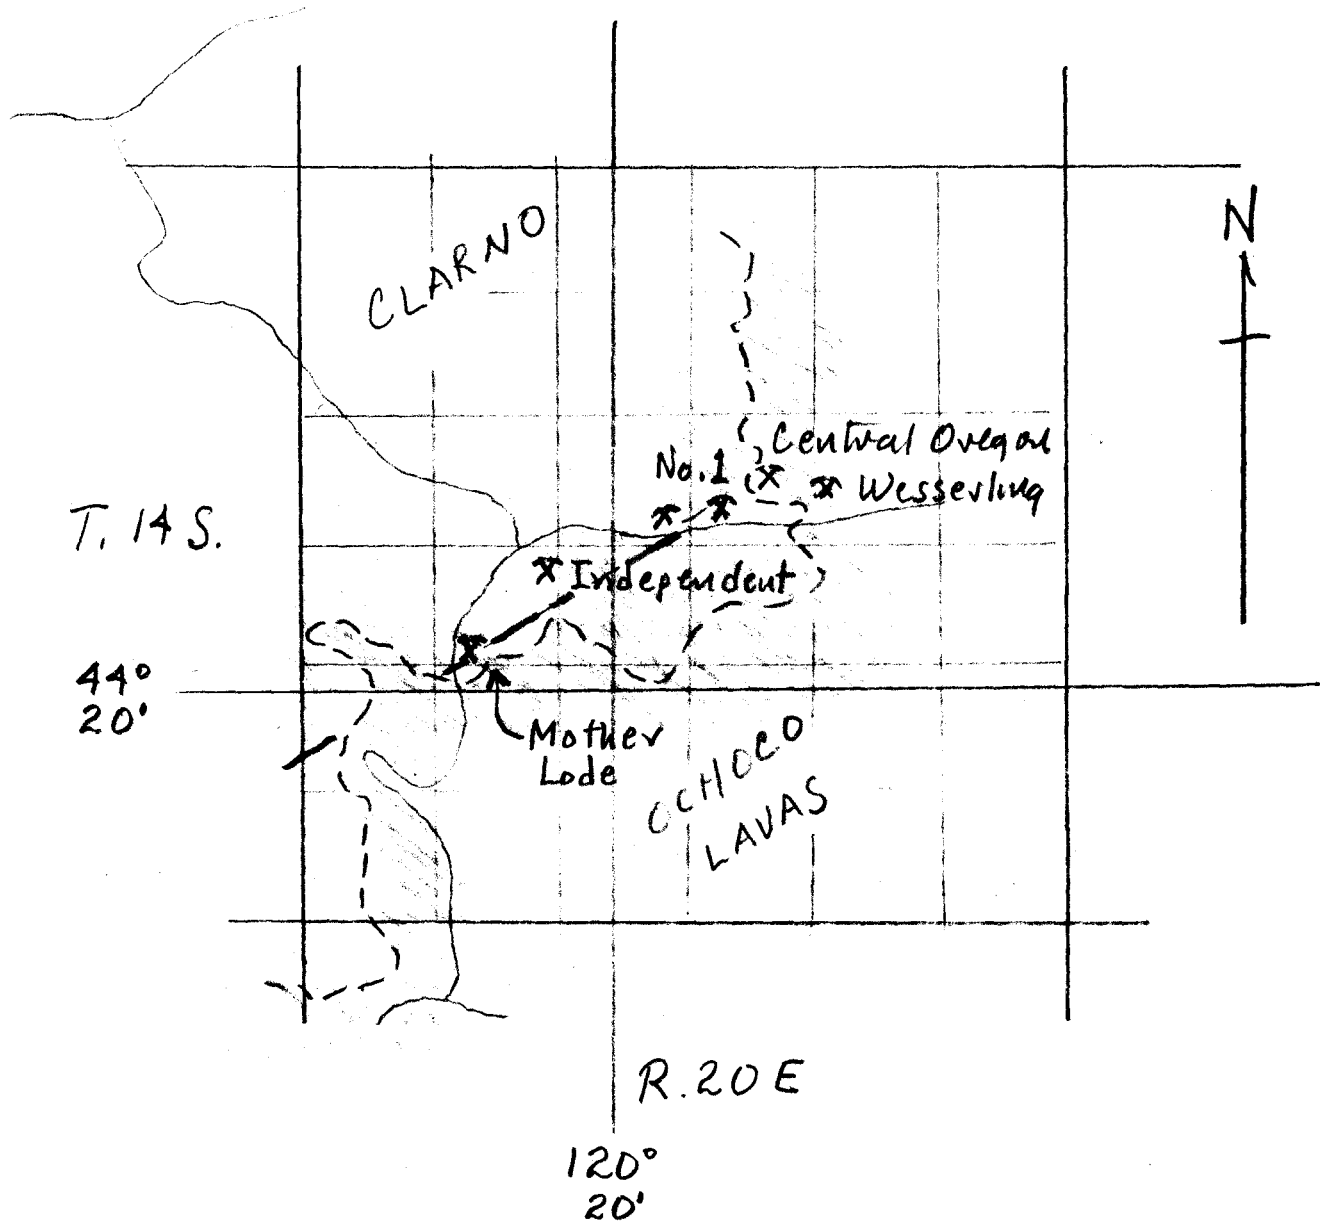 N
CLARNO
Central Oregon
No. 1
Wesserling
T. 14 S.
Independent
44°
20'
Mother
Lode
OCHOCO
LAVAS
R. 20 E
120°
20'